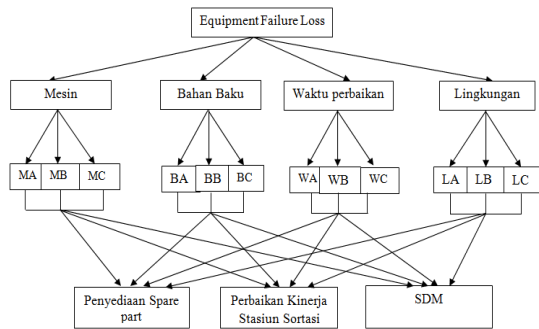 Equipment Failure Loss
Mesin
Bahan Baku
Waktu perbaikan
Lingkungan
MA
MB
MC
BA
BB
BC
WA
WB
WC
LA
LB
LC
Penyediaan Spare
part
Perbaikan Kinerja
Stasiun Sortasi
SDM